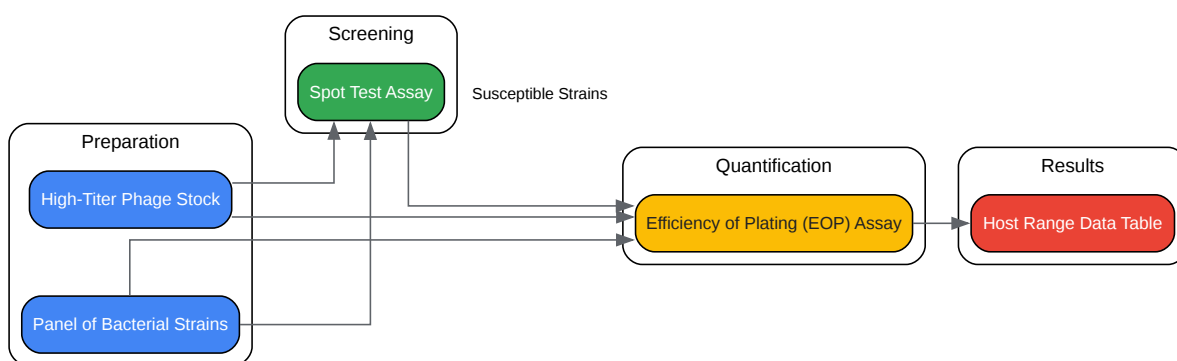 Screening
Spot Test Assay
Susceptible Strains
Preparation
High-Titer Phage Stock
Panel of Bacterial Strains
Quantification
Efficiency of Plating (EOP) Assay
Results
Host Range Data Table